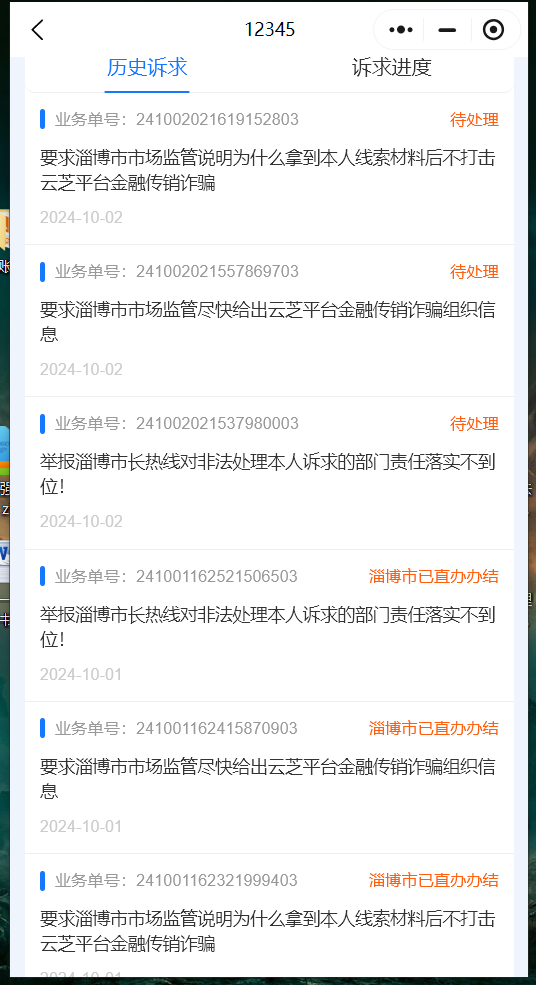 12345
历史诉求
诉求进度
业务单号：241002021619152803
待处理
要求淄博市市场监管说明为什么拿到本人线索材料后不打击
云芝平台金融传销诈骗
2024-10-02
业务单号：241002021557869703
待处理
要求淄博市市场监管尽快给出云芝平台金融传销诈骗组织信
息
2024-10-02
业务单号：241002021537980003
待处理
举报淄博市长热线对非法处理本人诉求的部门责任落实不到
位！
2024-10-02
业务单号：241001162521506503
淄博市已直办办结
举报淄博市长热线对非法处理本人诉求的部门责任落实不到
位！
2024-10-01
业务单号：241001162415870903
淄博市已直办办结
要求淄博市市场监管尽快给出云芝平台金融传销诈骗组织信
息
2024-10-01
业务单号：241001162321999403
淄博市已直办办结
要求淄博市市场监管说明为什么拿到本人线索材料后不打击
云芝平台金融传销诈骗
2024-10-01